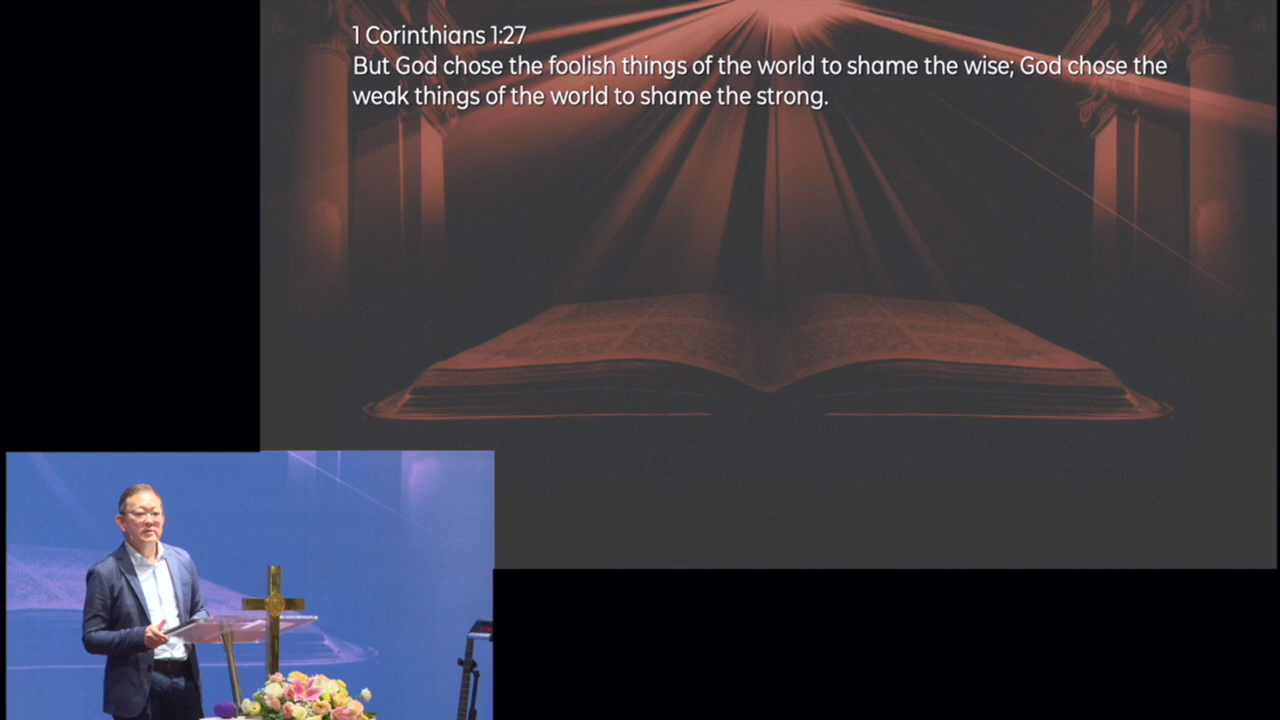 1 Corinthians 1:27
But God chose the foolish things of the world to shame the wise; God chose the
weak things of the world to shame the strong.